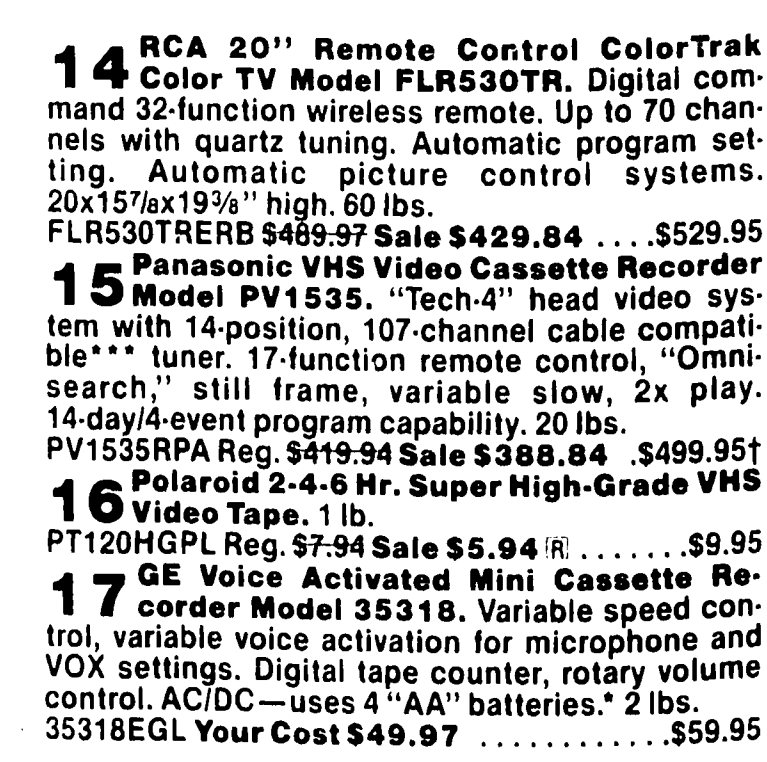 14 RCA 20” Remote Control ColorTrak
Color TV Model FLR530TR. Digital com-
mand 32-function wireless remote. Up to 70 chan-
nels with quartz tuning. Automatic program set-
ting. Automatic picture control systems.
20x15⅞x19⅜” high. 60 lbs.
FLR530TRERB $489.97 Sale $429.84 ....$529.95
15 Panasonic VHS Video Cassette Recorder
Model PV1535. “Tech-4” head video sys-
tem with 14-position, 107-channel cable compati-
ble*** tuner. 17-function remote control, “Omni-
search,” still frame, variable slow, 2x play.
14-day/4-event program capability. 20 lbs.
PV1535RPA Reg. $419.94 Sale $388.84 .$499.95†
16 Polaroid 2-4-6 Hr. Super High-Grade VHS
Video Tape. 1 lb.
PT120HGPL Reg. $7.94 Sale $5.94 R .......$9.95
17 GE Voice Activated Mini Cassette Re-
corder Model 35318. Variable speed con-
trol, variable voice activation for microphone and
VOX settings. Digital tape counter, rotary volume
control. AC/DC—uses 4 “AA” batteries.* 2 lbs.
35318EGL Your Cost $49.97 .............$59.95